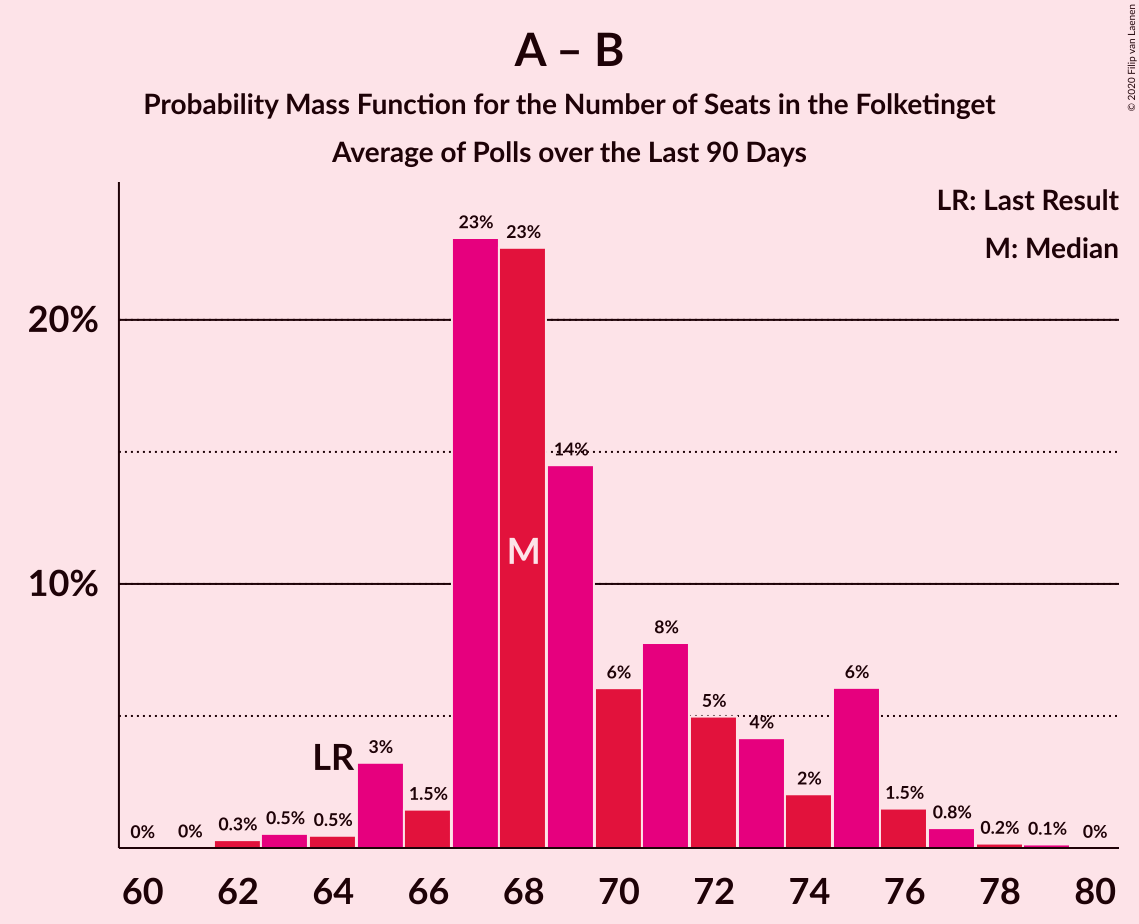 A – B
Probability Mass Function for the Number of Seats in the Folketinget
Average of Polls over the Last 90 Days
© 2020 Filip van Laenen
LR: Last Result
M: Median
23%
23%
20%
14%
M
10%
8%
6%
6%
5%
4%
LR
3%
2%
1.5%
1.5%
0.8%
0% 0% 0.3% 0.5% 0.5%
0.2% 0.1% 0%
60 62 64 66 68 70 72 74 76 78 80